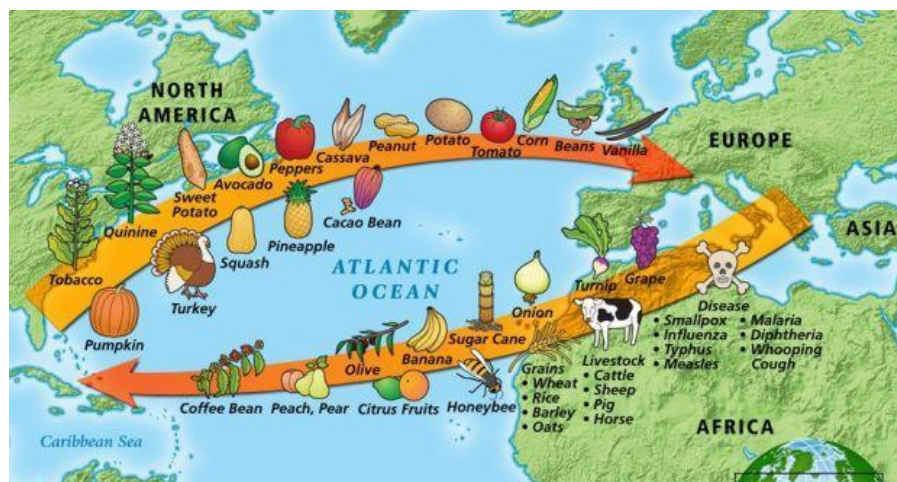 NORTH
AMERICA
EUROPE
ASIA
AFRICA
ATLANTIC
OCEAN
Caribbean Sea
Tobacco
Quinine
Sweet
Potato
Avocado
Peppers
Cassava
Peanut
Potato
Tomato
Corn
Beans
Vanilla
Pumpkin
Turkey
Squash
Pineapple
Cacao Bean
Coffee Bean
Peach, Pear
Olive
Citrus Fruits
Banana
Honeybee
Sugar Cane
Onion
Turnip
Grape
Grains
• Wheat
• Rice
• Barley
• Oats
Livestock
• Cattle
• Sheep
• Pig
• Horse
Disease
• Smallpox
• Influenza
• Typhus
• Measles
• Malaria
• Diphtheria
• Whooping
Cough